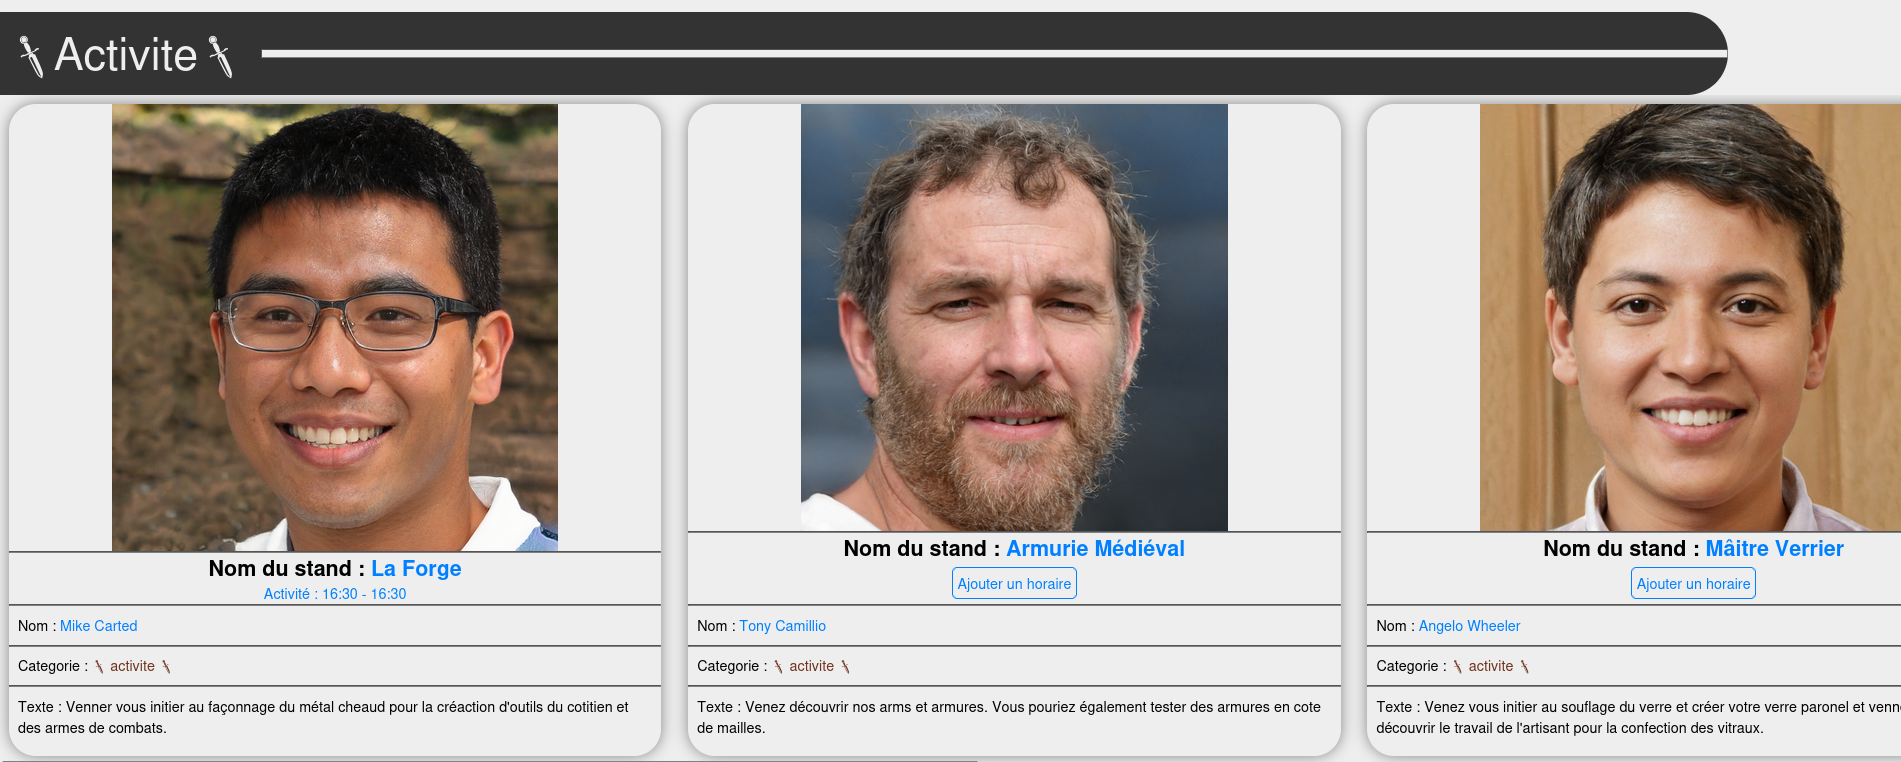 Activite
Nom du stand : La Forge
Activité : 16:30 - 16:30
Nom : Mike Carted
Categorie : activite
Texte : Venner vous initier au façonnage du métal cheaud pour la créaction d'outils du cotitien et
des armes de combats.
Nom du stand : Armurie Médiéval
Ajouter un horaire
Nom : Tony Camillio
Categorie : activite
Texte : Venez découvrir nos arms et armures. Vous pouriez également tester des armures en cote
de mailles.
Nom du stand : Mâitre Verrier
Ajouter un horaire
Nom : Angelo Wheeler
Categorie : activite
Texte : Venez vous initier au souflage du verre et créer votre verre paronel et venn
découvrir le travail de l'artisant pour la confection des vitraux.